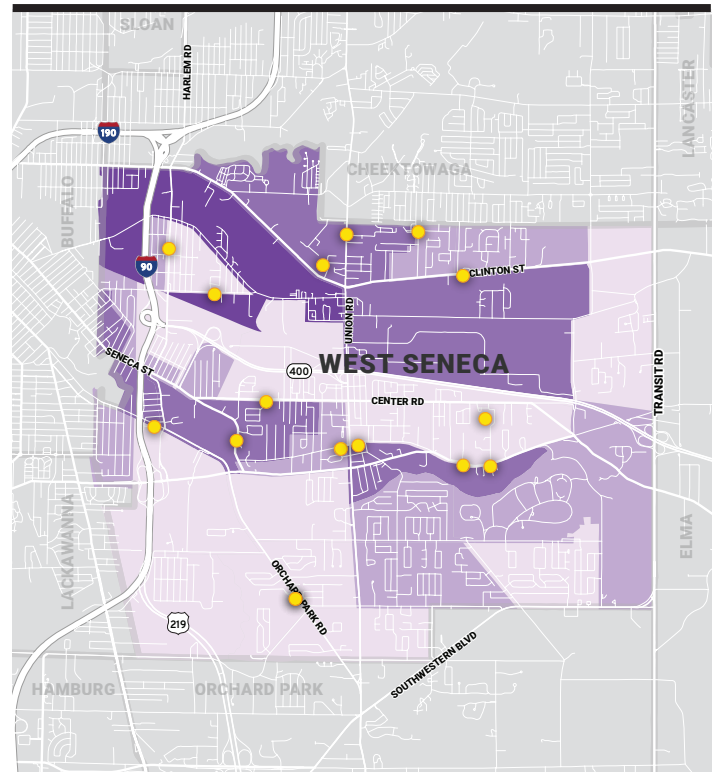 SLOAN
HARLEM RD
190
LANCASTER
CHEEKTOWAGA
BUFFALO
90
CLINTON ST
UNION RD
SENECA ST
400
WEST SENECA
TRANSIT RD
CENTER RD
LACKAWANNA
ELMA
ORCHARD PARK RD
219
SOUTHWESTERN BLVD
HAMBURG
ORCHARD PARK